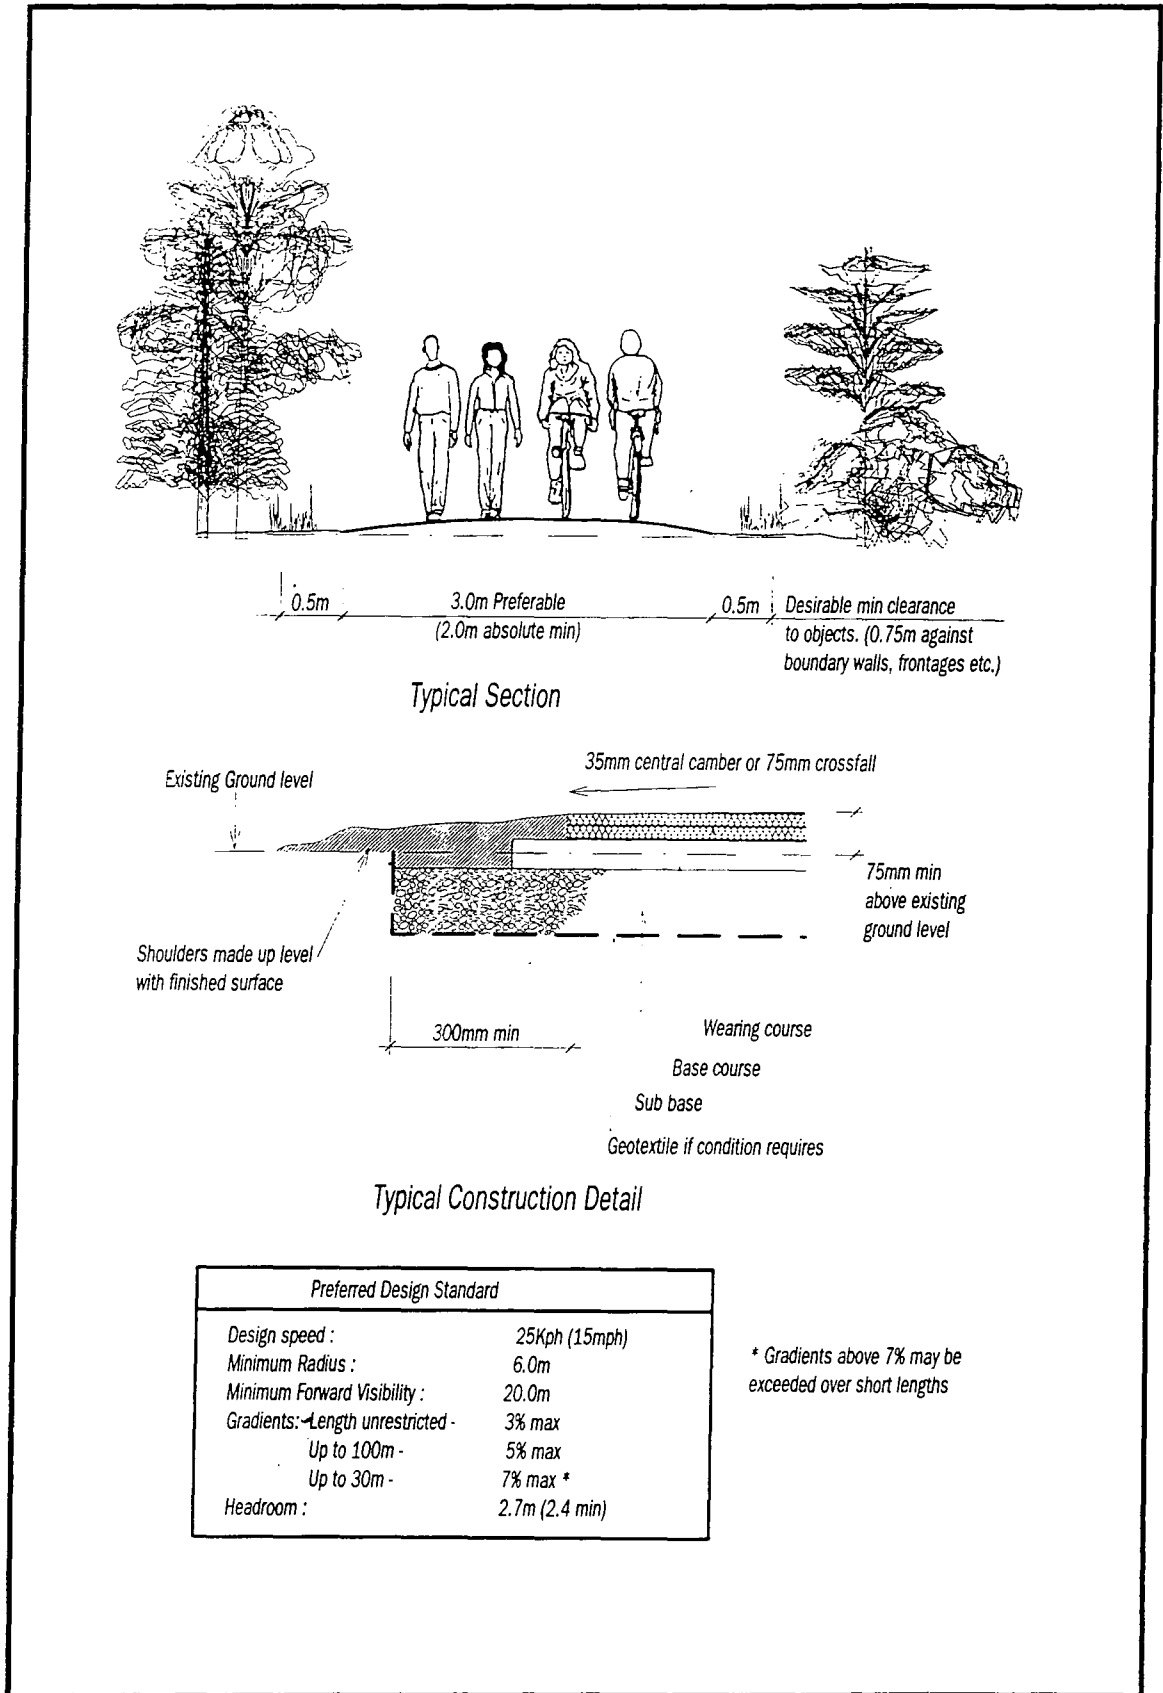 0.5m
3.0m Preferable
(2.0m absolute min)
0.5m
Desirable min clearance
to objects. (0.75m against
boundary walls, frontages etc.)
Typical Section
35mm central camber or 75mm crossfall
Existing Ground level
75mm min
above existing
ground level
Shoulders made up level
with finished surface
300mm min
Wearing course
Base course
Sub base
Geotextile if condition requires
Typical Construction Detail
Preferred Design Standard
Design speed : 25Kph (15mph)
Minimum Radius : 6.0m
Minimum Forward Visibility : 20.0m
Gradients:-Length unrestricted - 3% max
Up to 100m - 5% max
Up to 30m - 7% max *
Headroom : 2.7m (2.4 min)
* Gradients above 7% may be
exceeded over short lengths